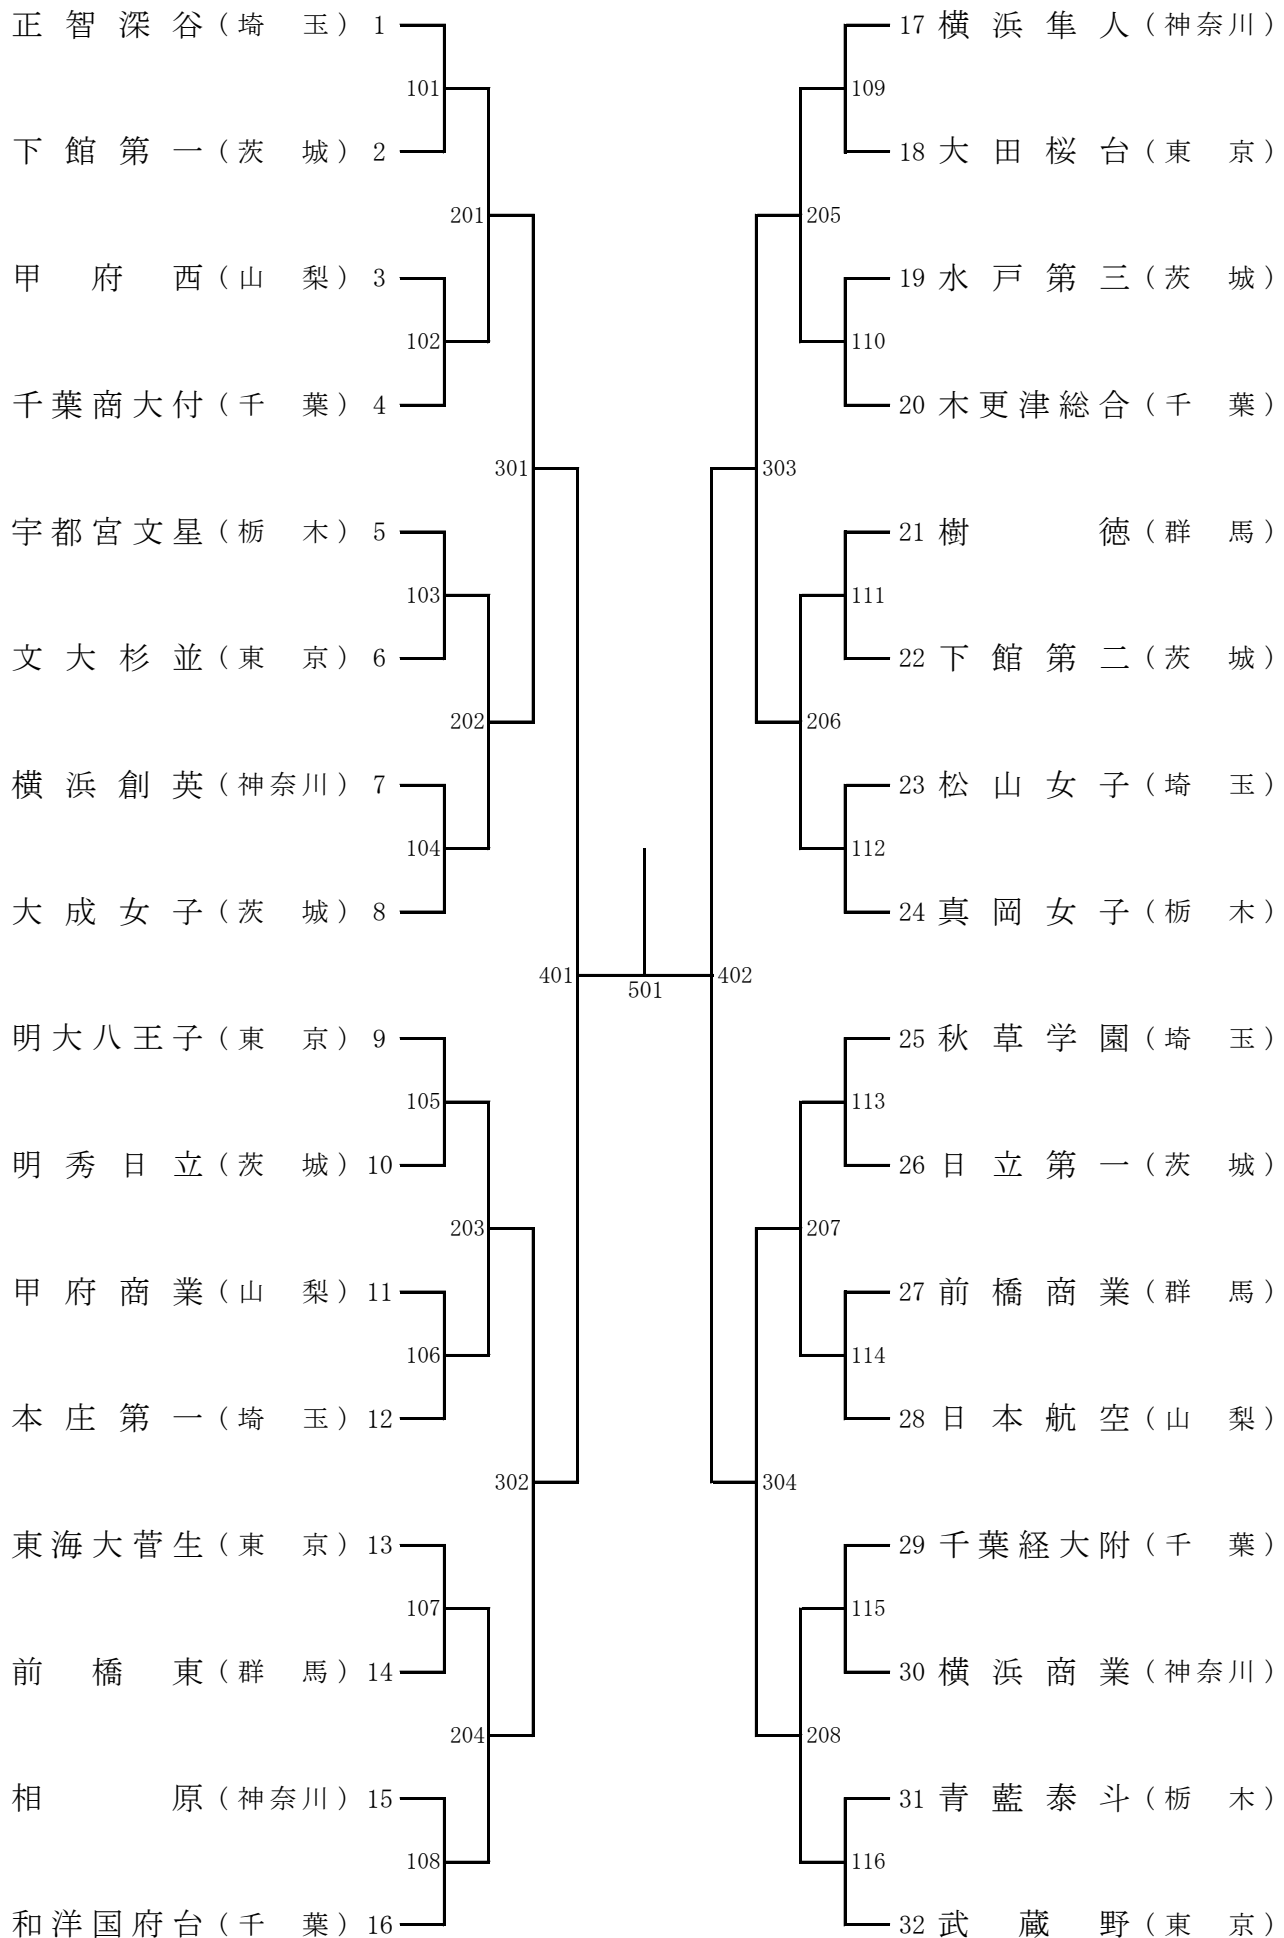 正智深谷（埼玉）1
101
下館第一（茨城）2
201
甲府西（山梨）3
102
千葉商大付（千葉）4
301
宇都宮文星（栃木）5
103
文大杉並（東京）6
202
横浜創英（神奈川）7
104
大成女子（茨城）8
401
明大八王子（東京）9
105
明秀日立（茨城）10
203
甲府商業（山梨）11
106
本庄第一（埼玉）12
302
東海大菅生（東京）13
107
前橋東（群馬）14
204
相原（神奈川）15
108
和洋国府台（千葉）16
501
17 横浜隼人（神奈川）
109
18 大田桜台（東京）
205
19 水戸第三（茨城）
110
20 木更津総合（千葉）
303
21 樹徳（群馬）
111
22 下館第二（茨城）
206
23 松山女子（埼玉）
112
24 真岡女子（栃木）
402
25 秋草学園（埼玉）
113
26 日立第一（茨城）
207
27 前橋商業（群馬）
114
28 日本航空（山梨）
304
29 千葉経大附（千葉）
115
30 横浜商業（神奈川）
208
31 青藍泰斗（栃木）
116
32 武蔵野（東京）